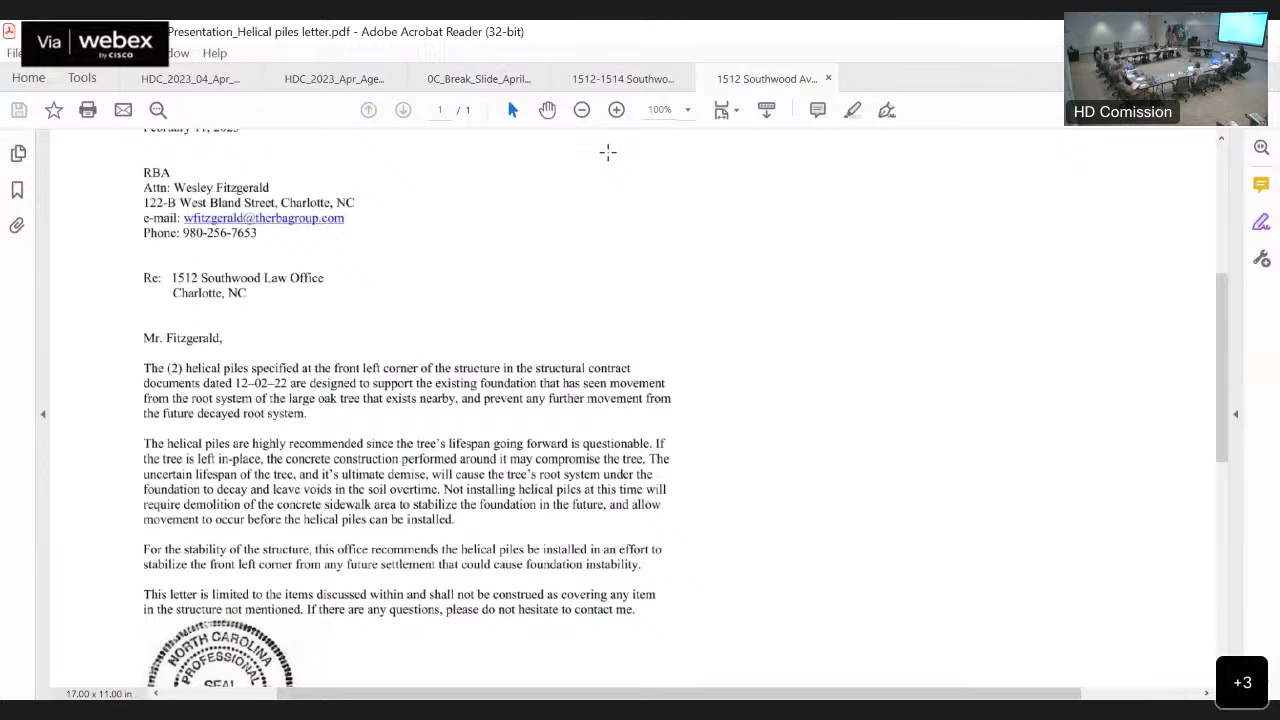 Via webex
by CISCO
Presentation_Helical piles letter.pdf - Adobe Acrobat Reader (32-bit)
dow Help
Home Tools HDC_2023_04_Apr_... HDC_2023_Apr_Age... 0C_Break_Slide_April... 1512-1514 Southwo... 1512 Southwood Av...
1 / 1 100%
HD Comission
RBA
Attn: Wesley Fitzgerald
122-B West Bland Street, Charlotte, NC
e-mail: wfitzgerald@therbagroup.com
Phone: 980-256-7653
Re: 1512 Southwood Law Office
Charlotte, NC
Mr. Fitzgerald,
The (2) helical piles specified at the front left corner of the structure in the structural contract
documents dated 12–02–22 are designed to support the existing foundation that has seen movement
from the root system of the large oak tree that exists nearby, and prevent any further movement from
the future decayed root system.
The helical piles are highly recommended since the tree's lifespan going forward is questionable. If
the tree is left in-place, the concrete construction performed around it may compromise the tree. The
uncertain lifespan of the tree, and it's ultimate demise, will cause the tree's root system under the
foundation to decay and leave voids in the soil overtime. Not installing helical piles at this time will
require demolition of the concrete sidewalk area to stabilize the foundation in the future, and allow
movement to occur before the helical piles can be installed.
For the stability of the structure, this office recommends the helical piles be installed in an effort to
stabilize the front left corner from any future settlement that could cause foundation instability.
This letter is limited to the items discussed within and shall not be construed as covering any item
in the structure not mentioned. If there are any questions, please do not hesitate to contact me.
NORTH CAROLINA
PROFESSIONAL
SEAL
17.00 x 11.00 in
+3